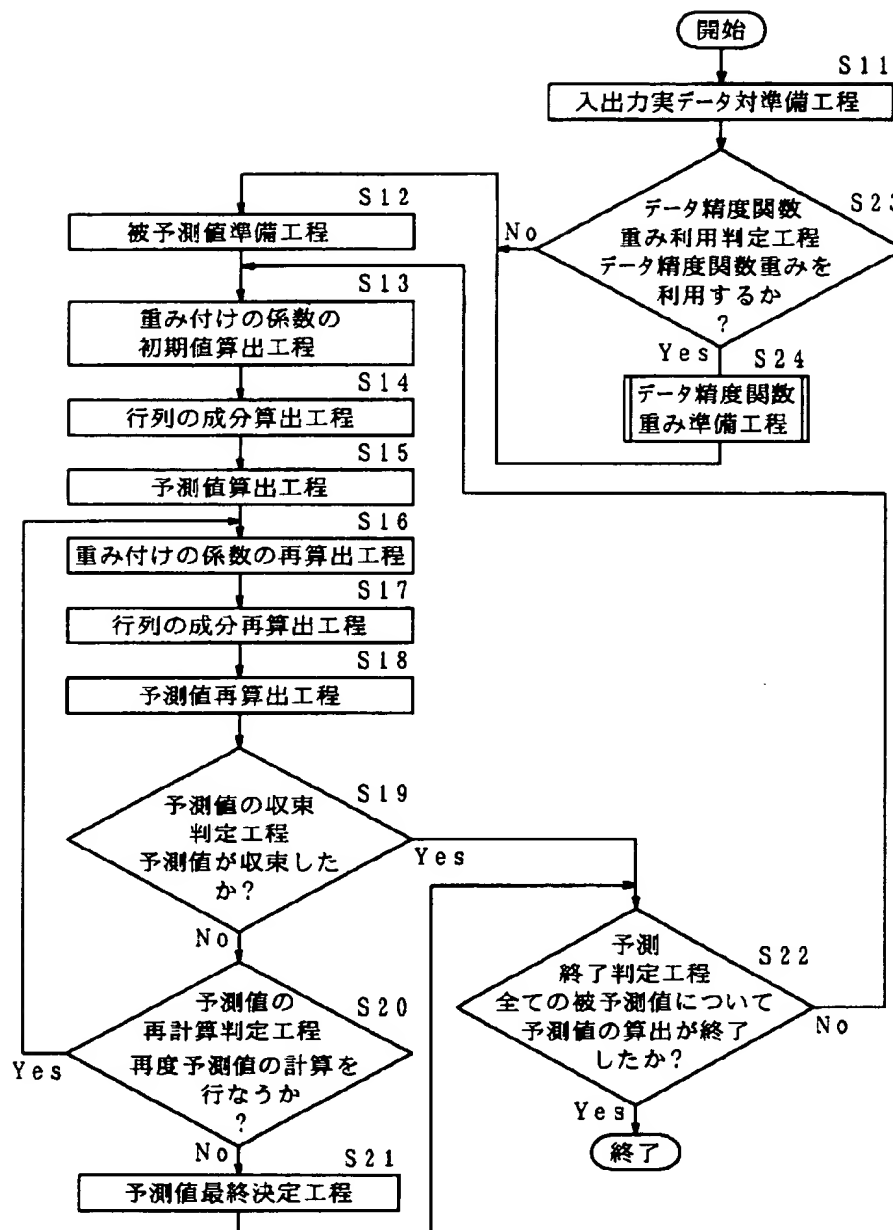 開始
S11
入出力実データ対準備工程
S23
データ精度関数
重み利用判定工程
データ精度関数重みを
利用するか
?
No
Yes
S24
データ精度関数
重み準備工程
S12
被予測値準備工程
S13
重み付けの係数の
初期値算出工程
S14
行列の成分算出工程
S15
予測値算出工程
S16
重み付けの係数の再算出工程
S17
行列の成分再算出工程
S18
予測値再算出工程
S19
予測値の収束
判定工程
予測値が収束した
か?
Yes
No
S20
予測値の
再計算判定工程
再度予測値の計算を
行なうか
?
Yes
No
S21
予測値最終決定工程
S22
予測
終了判定工程
全ての被予測値について
予測値の算出が終了
したか?
No
Yes
終了